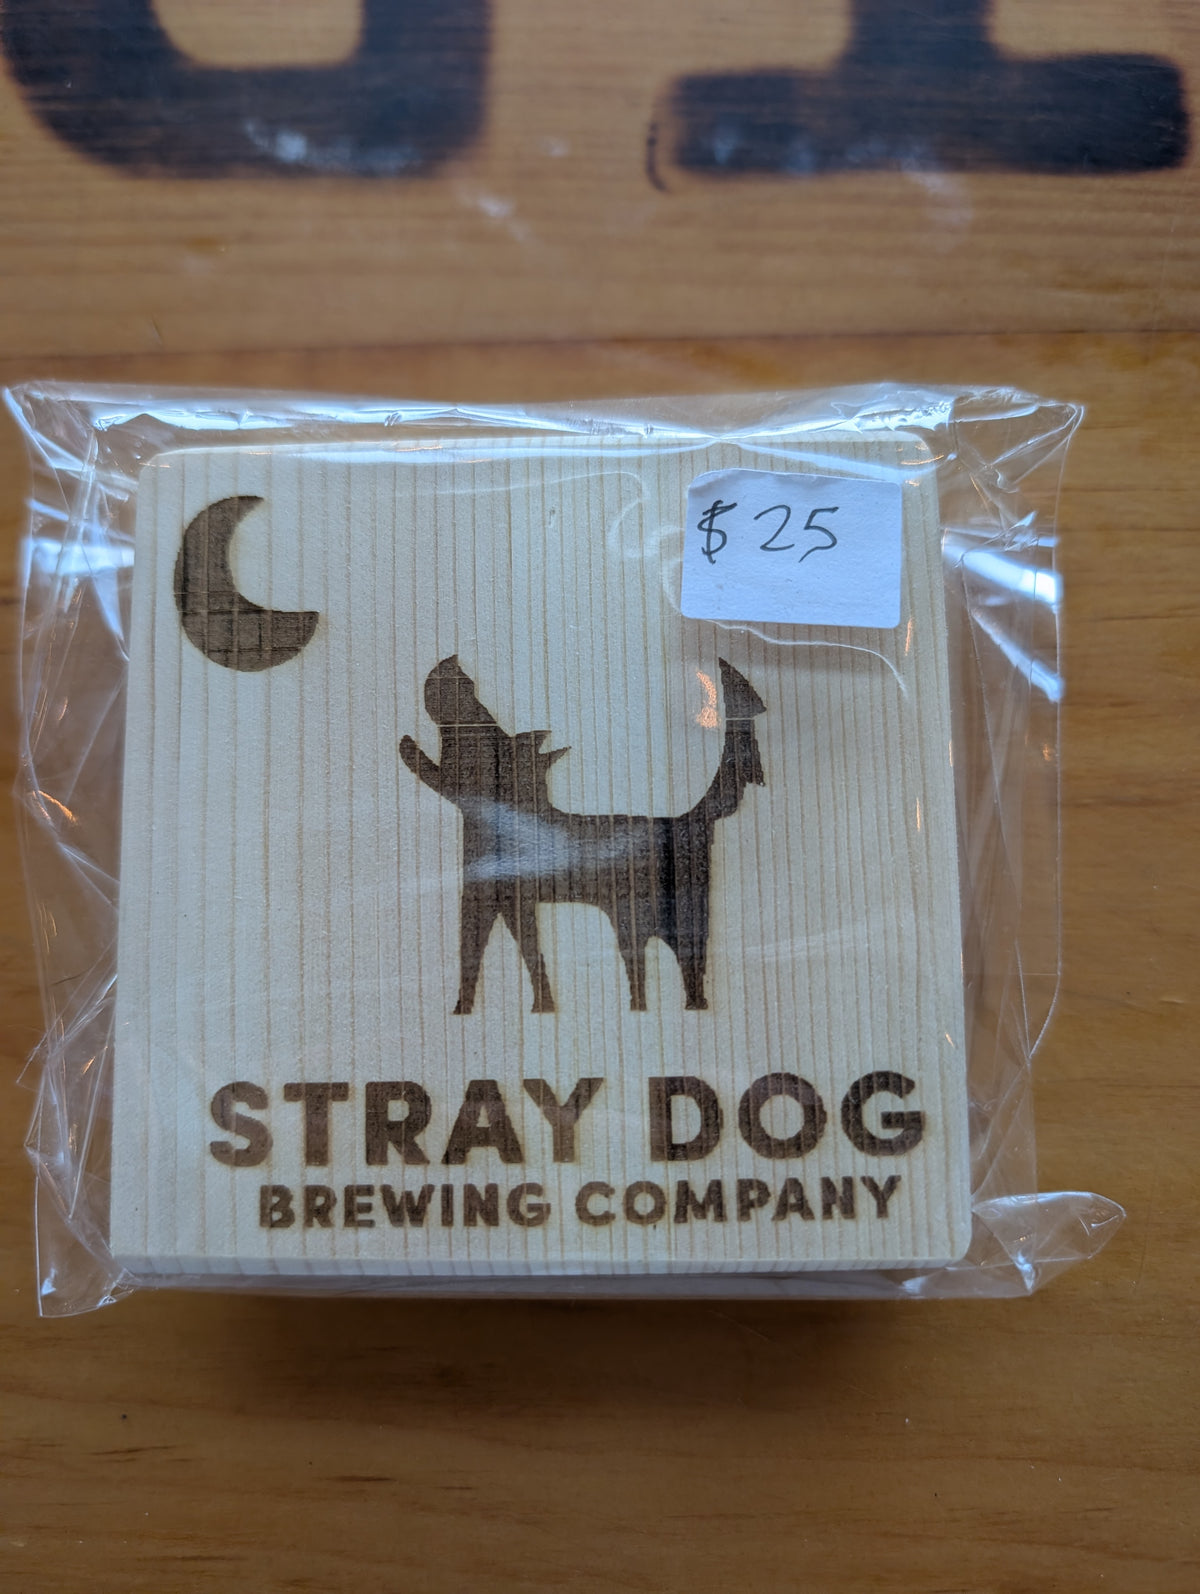 $25
STRAY DOG
BREWING COMPANY